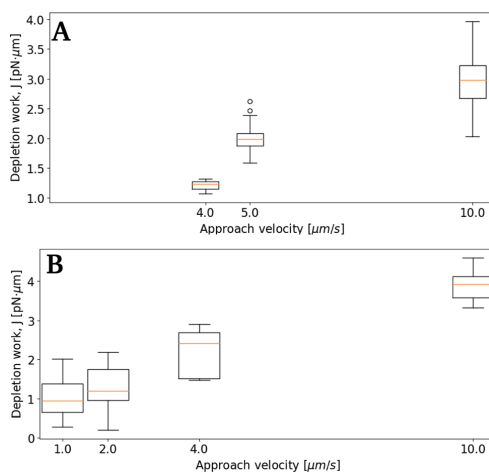 A
Depletion work, J [pN·μm]
4.0
3.5
3.0
2.5
2.0
1.5
1.0
4.0 5.0 10.0
Approach velocity [μm/s]
B
Depletion work, J [pN·μm]
4
3
2
1
0
1.0 2.0 4.0 10.0
Approach velocity [μm/s]